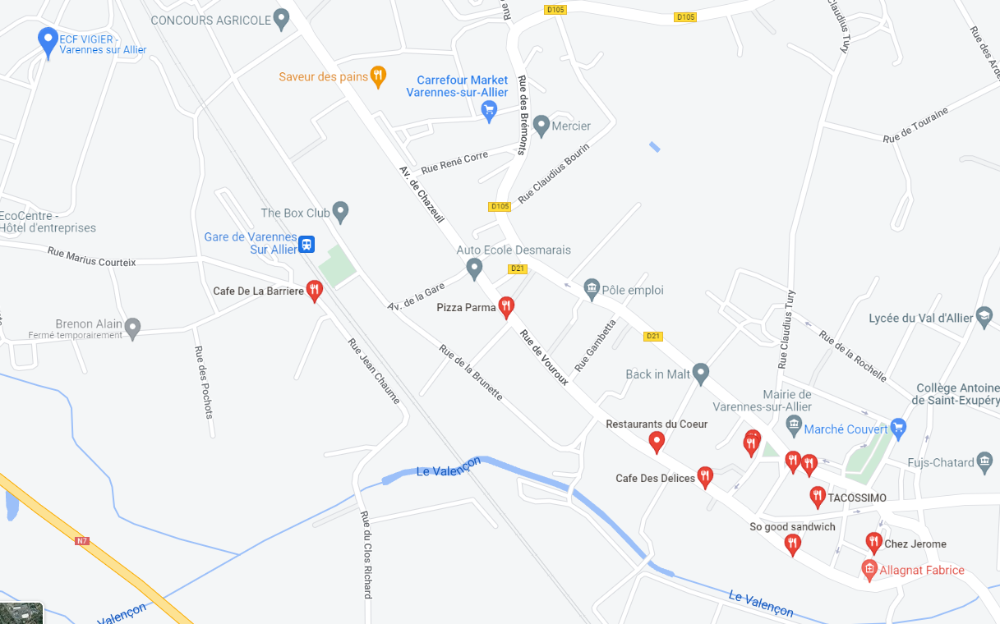 D105
D105
Rue
Claudius Tury
CONCOURS AGRICOLE
ECF VIGIER -
Varennes sur Allier
Rue des Arde
Saveur des pains
Carrefour Market
Varennes-sur-Allier
Rue des Brémonts
Mercier
Rue de Touraine
Rue René Corre
Rue Claudius Bourin
Av. de Chazeuil
D105
EcoCentre -
Hôtel d'entreprises
The Box Club
Gare de Varennes
Sur Allier
Rue Marius Courteix
Auto Ecole Desmarais
D21
Cafe De La Barriere
Av. de la Gare
Pôle emploi
Pizza Parma
Brenon Alain
Fermé temporairement
Lycée du Val d'Allier
Rue Claudius Tury
D21
Rue de Vouroux
Rue Gambetta
Rue de la Rochelle
Rue des Pochots
Rue Jean Chaume
Rue de la Brunette
Back in Malt
Collège Antoine
de Saint-Exupéry
Mairie de
Varennes-sur-Allier
Restaurants du Coeur
Marché Couvert
Le Valençon
Fujs-Chatard
Cafe Des Delices
TACOSSIMO
So good sandwich
Rue du Clos Richard
N7
Chez Jerome
Allagnat Fabrice
Valençon
Le Valençon